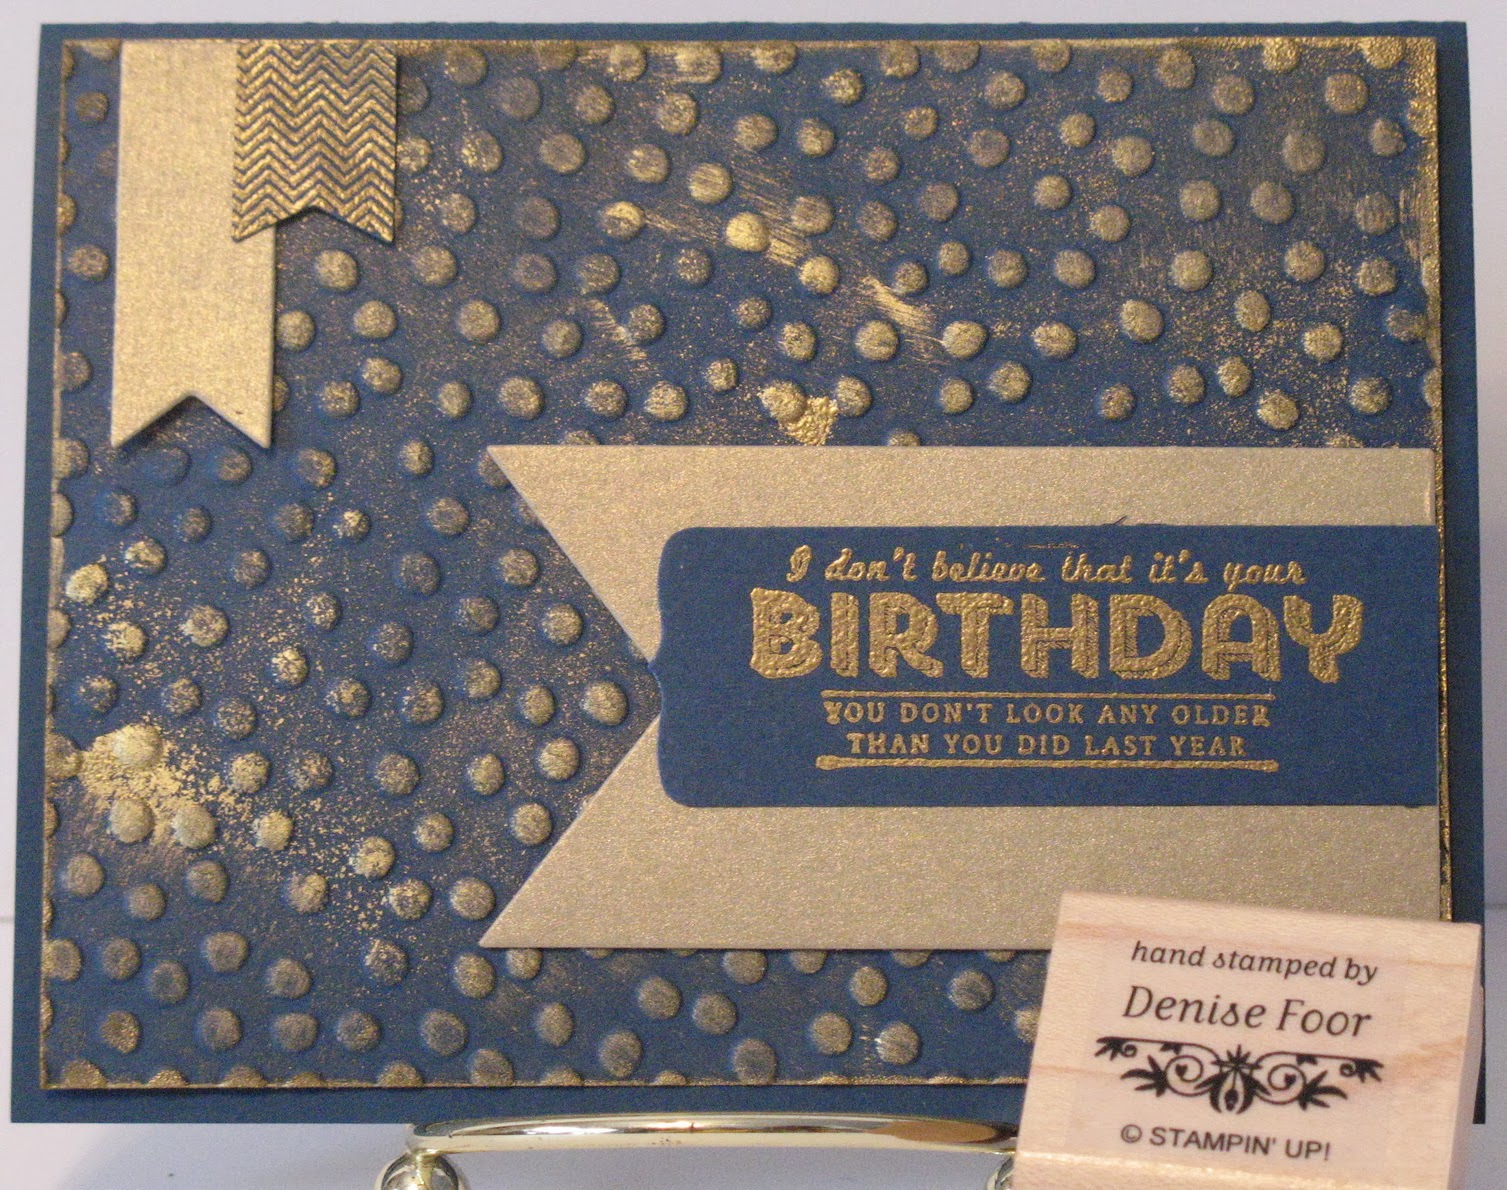 I don't believe that it's your
BIRTHDAY
YOU DON'T LOOK ANY OLDER
THAN YOU DID LAST YEAR
hand stamped by
Denise Foor
© STAMPIN' UP!